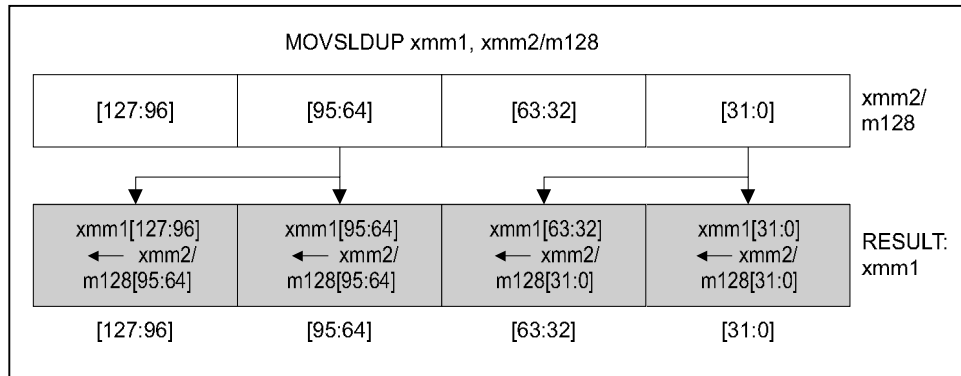 MOVSLDUP xmm1, xmm2/m128
[127:96] [95:64] [63:32] [31:0]
xmm2/
m128
xmm1[127:96] xmm1[95:64] xmm1[63:32] xmm1[31:0]
← xmm2/ ← xmm2/ ← xmm2/ ← xmm2/
m128[95:64] m128[95:64] m128[31:0] m128[31:0]
RESULT:
xmm1
[127:96] [95:64] [63:32] [31:0]